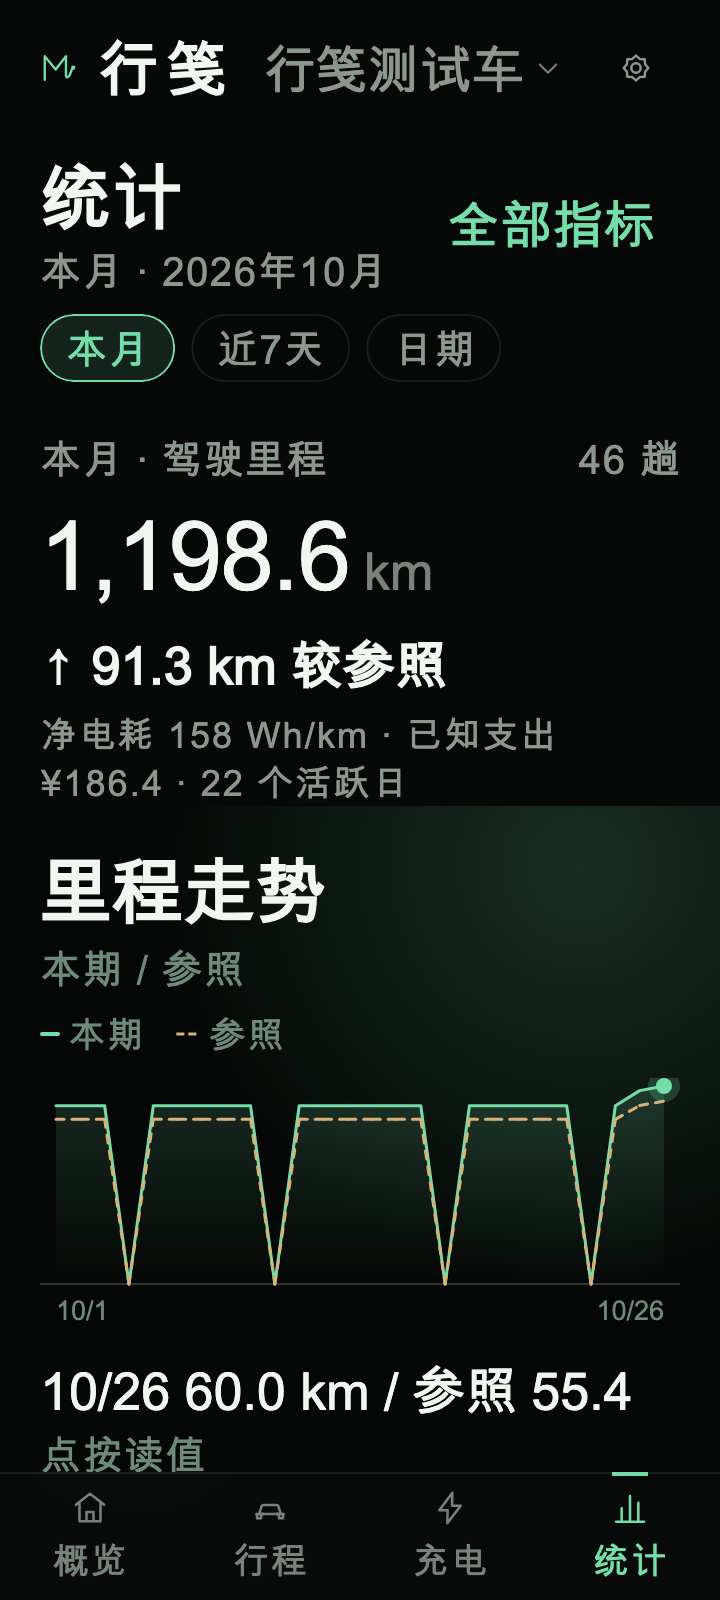 行笺 行笺测试车
统计
全部指标
本月 · 2026年10月
本月 近7天 日期
本月 · 驾驶里程 46 趟
1,198.6 km
↑ 91.3 km 较参照
净电耗 158 Wh/km · 已知支出
¥186.4 · 22 个活跃日
里程走势
本期 / 参照
本期 参照
10/1 10/26
10/26 60.0 km / 参照 55.4
点按读值
概览 行程 充电 统计